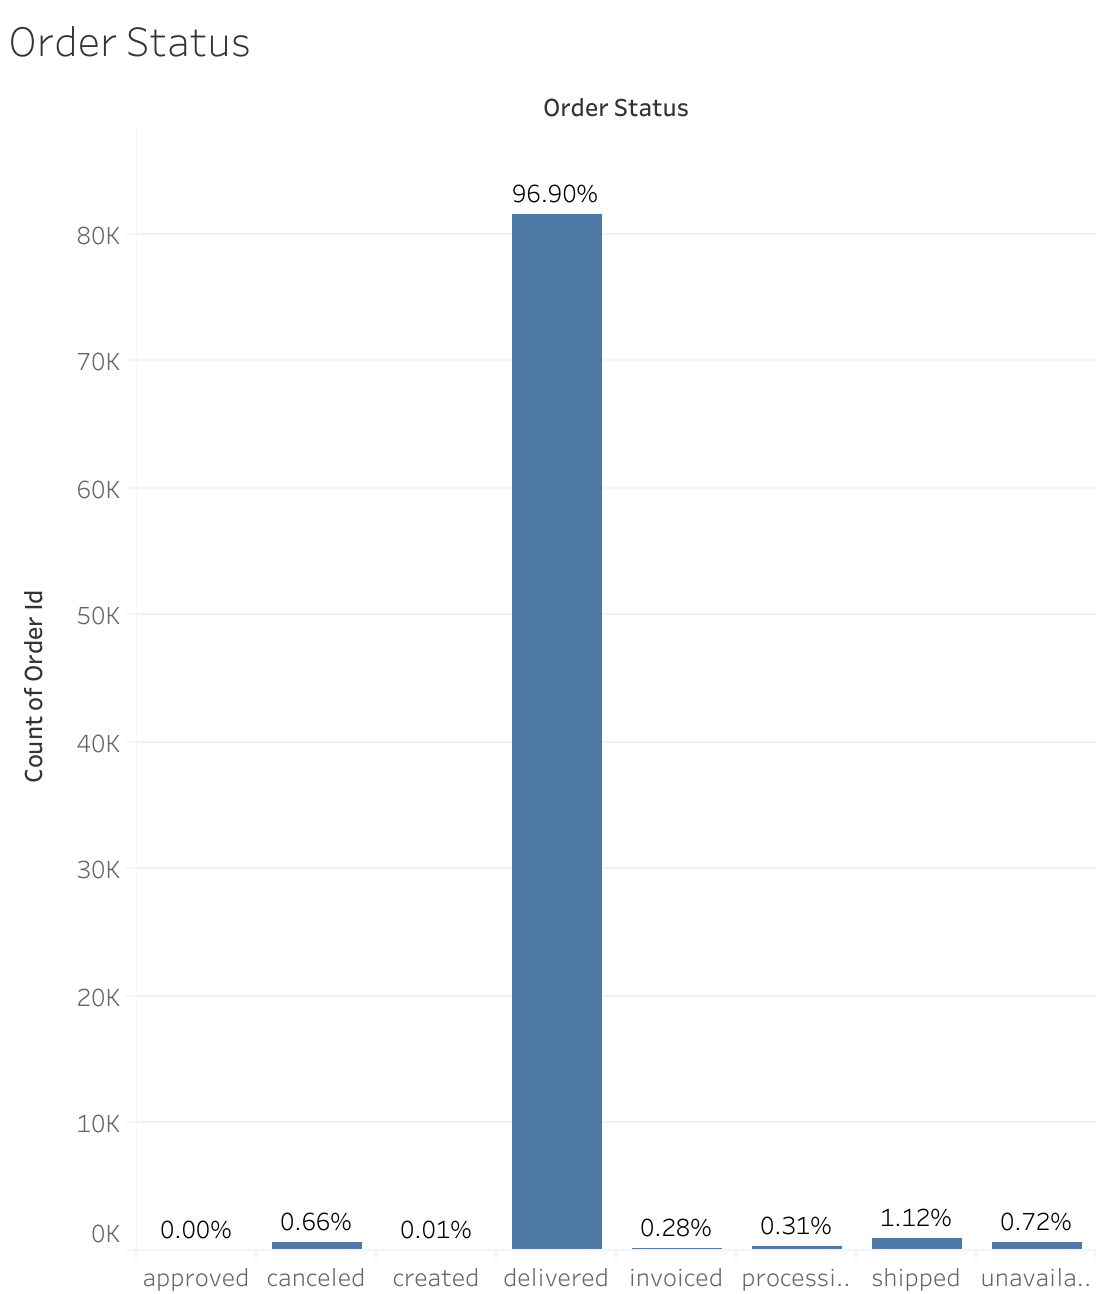 Order Status
Order Status
96.90%
80K
70K
60K
50K
Count of Order Id
40K
30K
20K
10K
0K
0.00%
0.66%
0.01%
0.28%
0.31%
1.12%
0.72%
approved
canceled
created
delivered
invoiced
processi..
shipped
unavaila..